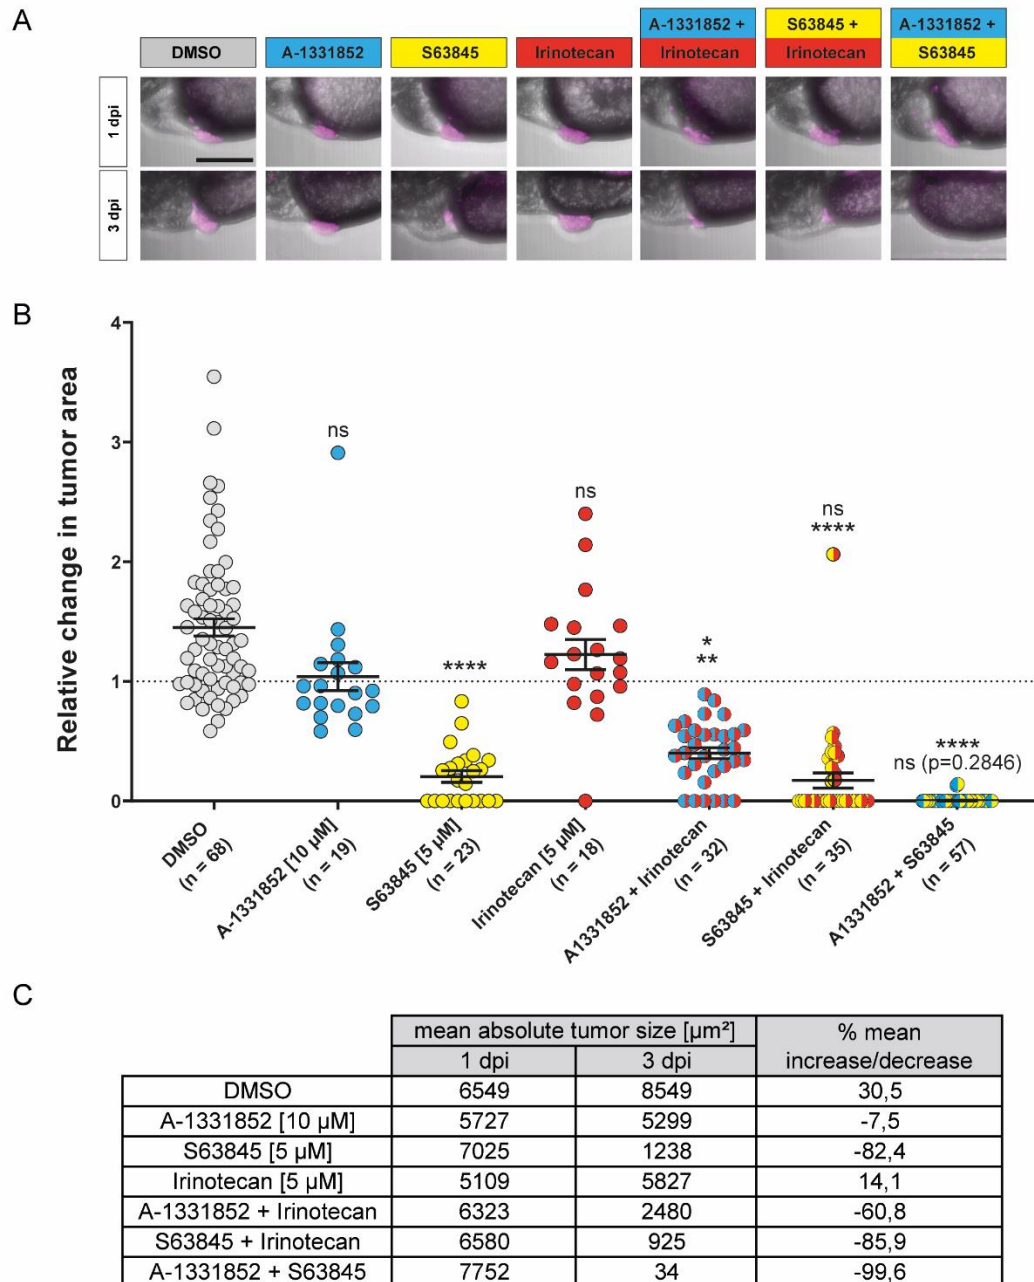 A
DMSO
A-1331852
S63845
Irinotecan
A-1331852 +
Irinotecan
S63845 +
Irinotecan
A-1331852 +
S63845
1 dpi
3 dpi
B
Relative change in tumor area
4
3
2
1
0
ns
****
ns
*
**
ns
****
****
ns (p=0.2846)
DMSO
(n = 68)
A-1331852 [10 µM]
(n = 19)
S63845 [5 µM]
(n = 23)
Irinotecan [5 µM]
(n = 18)
A1331852 + Irinotecan
(n = 32)
S63845 + Irinotecan
(n = 35)
A1331852 + S63845
(n = 57)
C
mean absolute tumor size [µm²] % mean
1 dpi 3 dpi increase/decrease
DMSO 6549 8549 30,5
A-1331852 [10 µM] 5727 5299 -7,5
S63845 [5 µM] 7025 1238 -82,4
Irinotecan [5 µM] 5109 5827 14,1
A-1331852 + Irinotecan 6323 2480 -60,8
S63845 + Irinotecan 6580 925 -85,9
A-1331852 + S63845 7752 34 -99,6